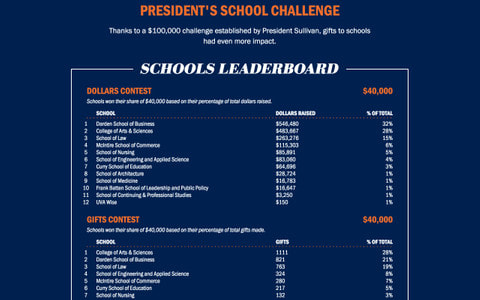 PRESIDENT'S SCHOOL CHALLENGE
Thanks to a $100,000 challenge established by President Sullivan, gifts to schools
had even more impact.
SCHOOLS LEADERBOARD
DOLLARS CONTEST $40,000
Schools won their share of $40,000 based on their percentage of total dollars raised.
SCHOOL DOLLARS RAISED % OF TOTAL
1 Darden School of Business $546,480 32%
2 College of Arts & Sciences $483,667 28%
3 School of Law $263,276 15%
4 McIntire School of Commerce $115,303 6%
5 School of Nursing $85,891 5%
6 School of Engineering and Applied Science $83,060 4%
7 Curry School of Education $64,696 3%
8 School of Architecture $28,724 1%
9 School of Medicine $16,783 1%
10 Frank Batten School of Leadership and Public Policy $16,647 1%
11 School of Continuing & Professional Studies $3,250 1%
12 UVA Wise $150 1%
GIFTS CONTEST $40,000
Schools won their share of $40,000 based on their percentage of total gifts made.
SCHOOL GIFTS % OF TOTAL
1 College of Arts & Sciences 1111 28%
2 Darden School of Business 821 21%
3 School of Law 763 19%
4 School of Engineering and Applied Science 324 8%
5 McIntire School of Commerce 280 7%
6 Curry School of Education 217 5%
7 School of Nursing 132 3%